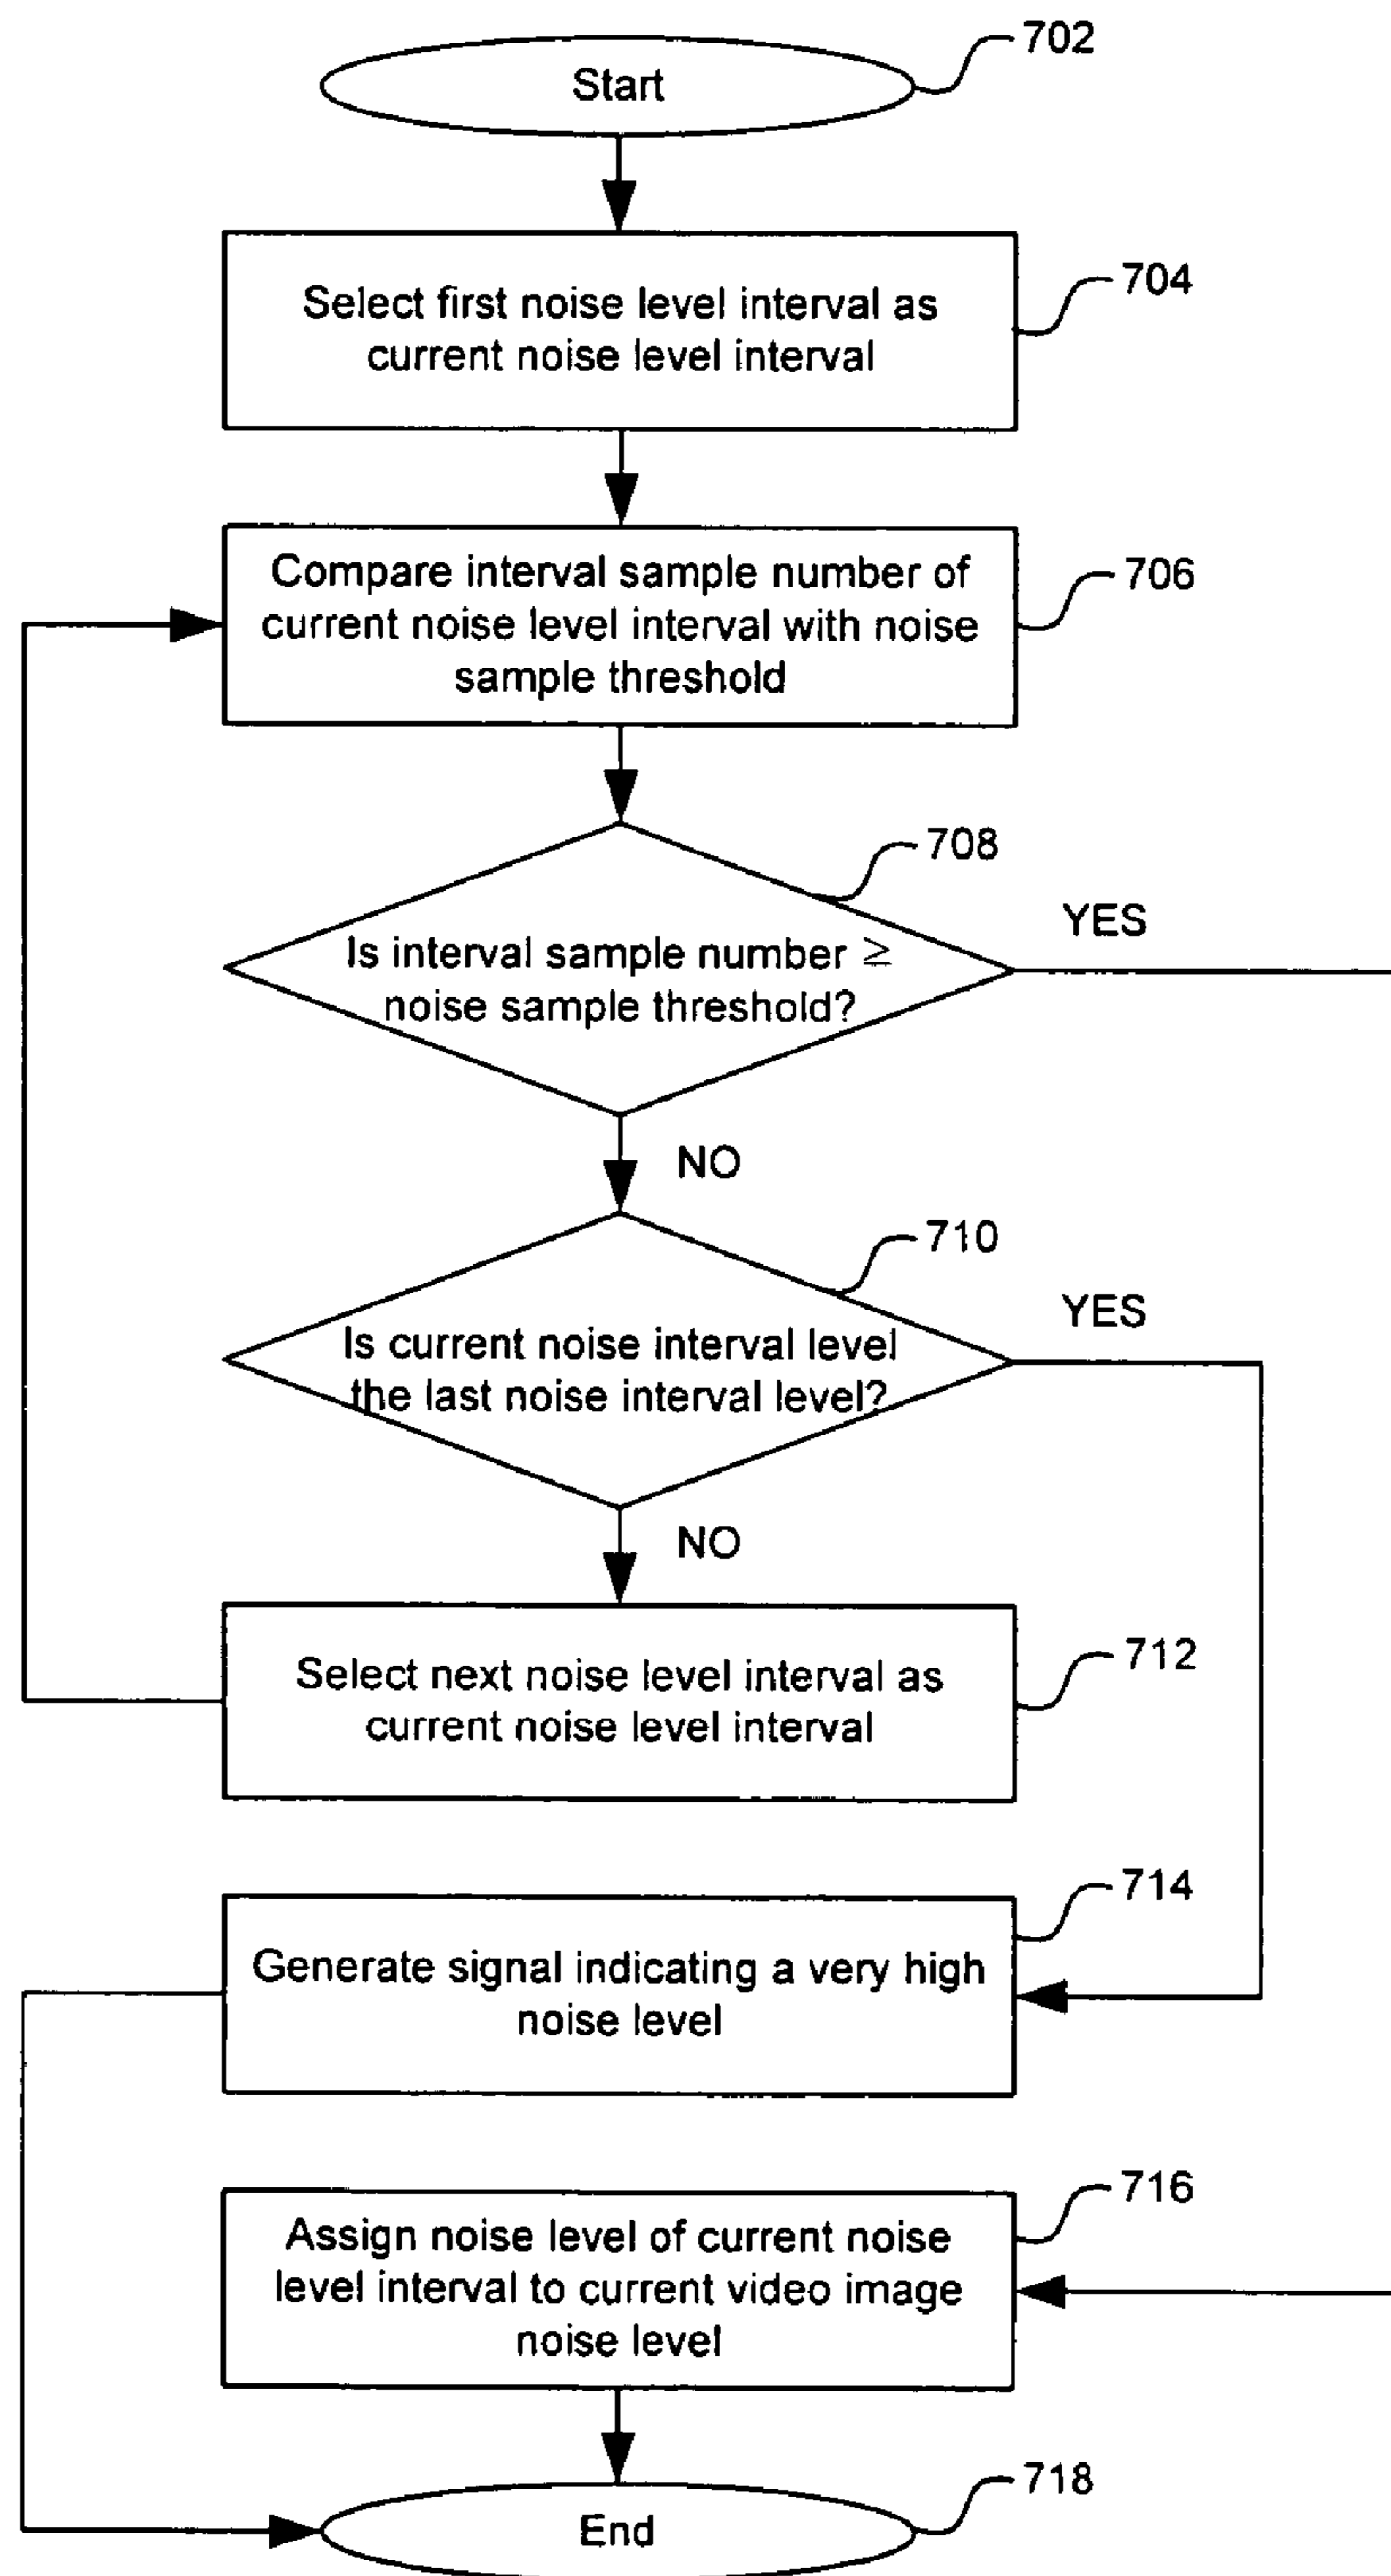 702
Start
704
Select first noise level interval as
current noise level interval
706
Compare interval sample number of
current noise level interval with noise
sample threshold
708
YES
Is interval sample number ≥
noise sample threshold?
NO
710
YES
Is current noise interval level
the last noise interval level?
NO
712
Select next noise level interval as
current noise level interval
714
Generate signal indicating a very high
noise level
716
Assign noise level of current noise
level interval to current video image
noise level
718
End